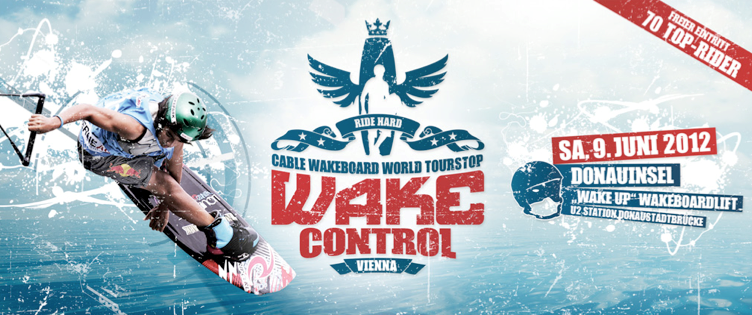 FREIER EINTRITT
70 TOP-RIDER
RIDE HARD
CABLE WAKEBOARD WORLD TOURSTOP
WAKE
CONTROL
VIENNA
SA, 9. JUNI 2012
DONAUINSEL
„WAKE UP“ WAKEBOARDLIFT
U2 STATION DONAUSTADTBRÜCKE